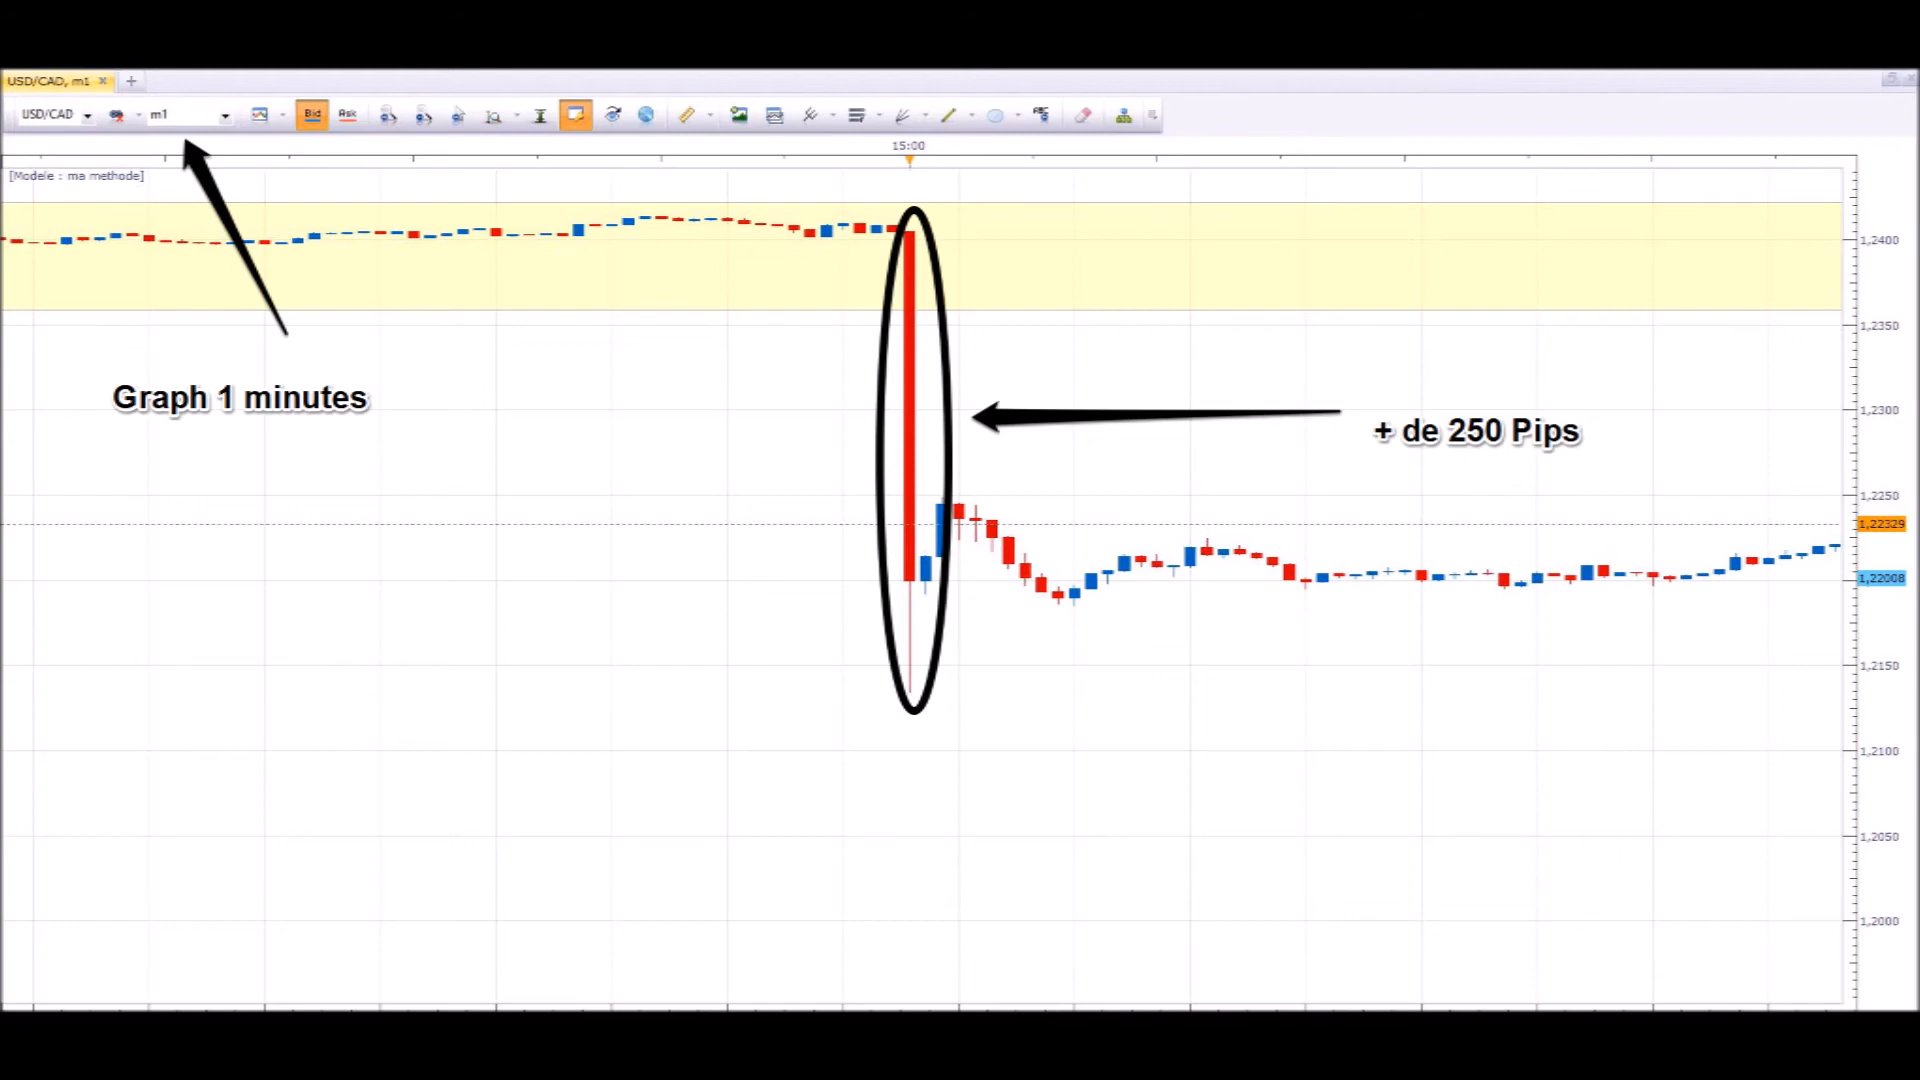 USD/CAD, m1
USD/CAD
m1
Bid
Ask
15:00
[Modele : ma methode]
1,2400
1,2350
Graph 1 minutes
1,2300
+ de 250 Pips
1,2250
1,22329
1,22008
1,2150
1,2100
1,2050
1,2000